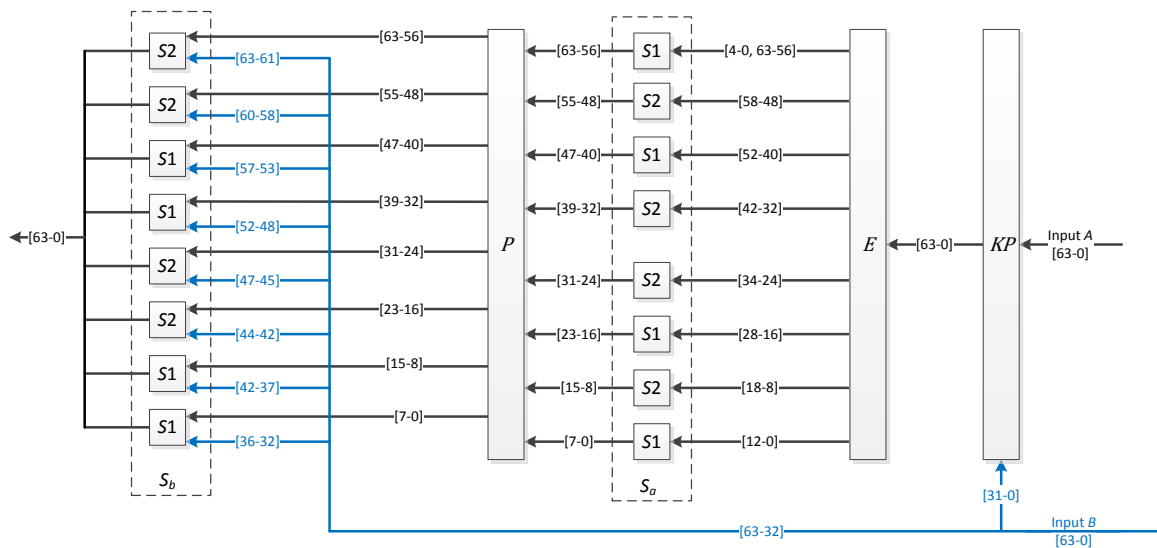 S2 [63-56] [63-56] S1 [4-0, 63-56]
[63-61]
S2 [55-48] [55-48] S2 [58-48]
[60-58]
S1 [47-40] [47-40] S1 [52-40]
[57-53]
S1 [39-32] [39-32] S2 [42-32]
[52-48]
[63-0] P E [63-0] KP Input A
[63-0]
S2 [31-24] [31-24] S2 [34-24]
[47-45]
S2 [23-16] [23-16] S1 [28-16]
[44-42]
S1 [15-8] [15-8] S2 [18-8]
[42-37]
S1 [7-0] [7-0] S1 [12-0]
[36-32]
Sb Sa
[31-0]
[63-32] Input B
[63-0]